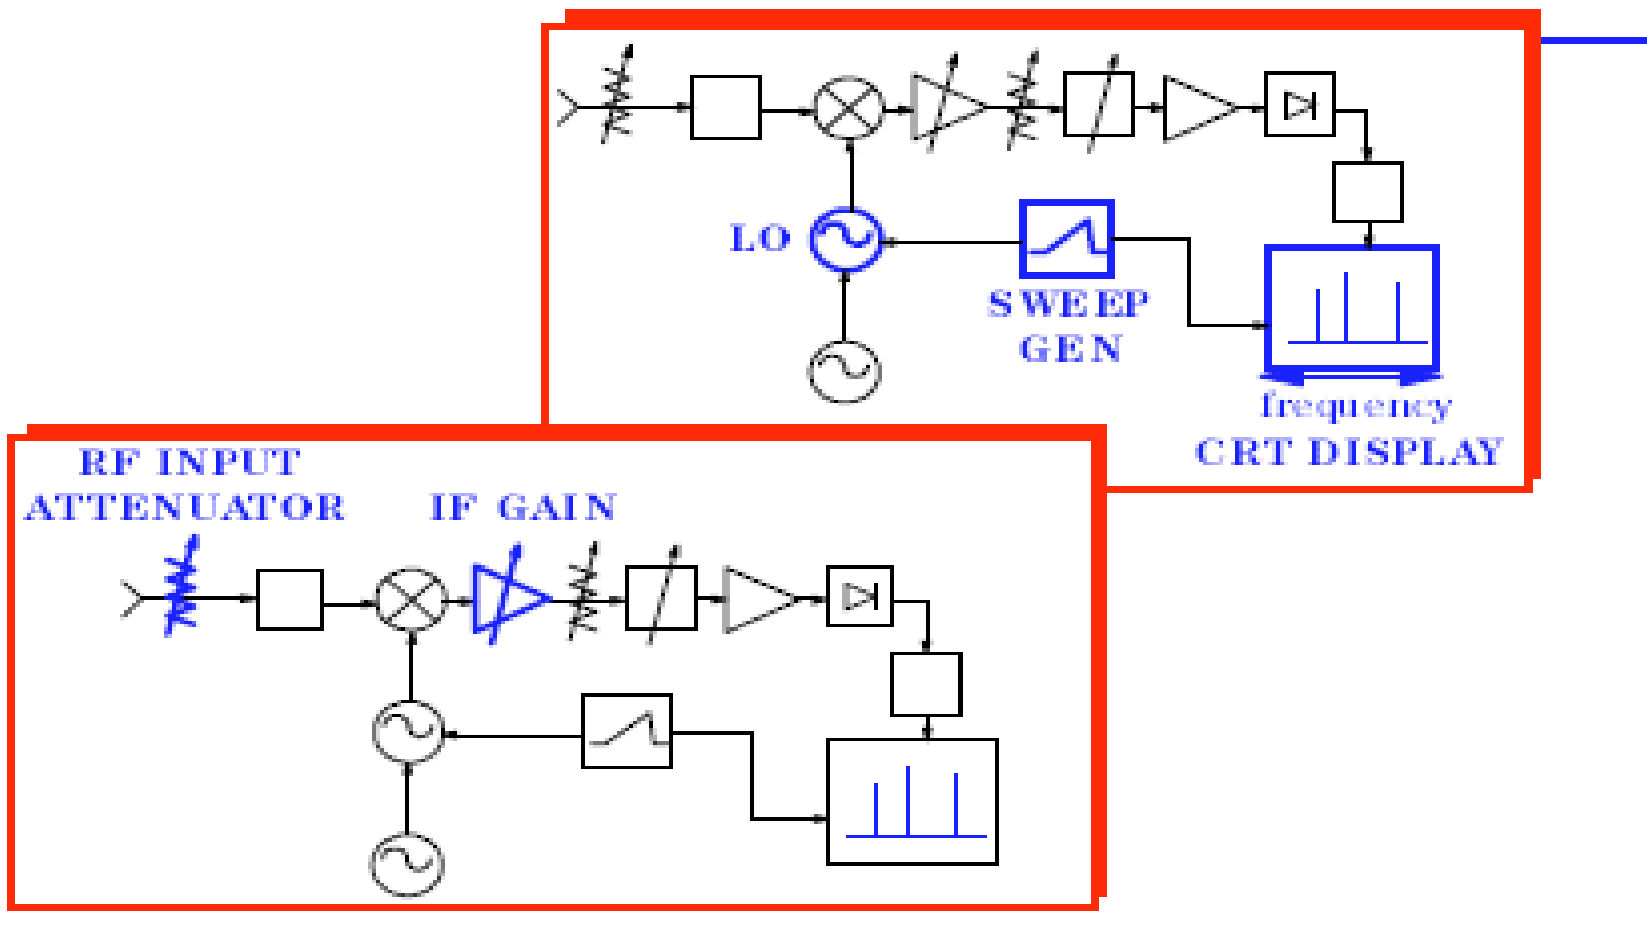 LO
SWEEP
GEN
frequency
CRT DISPLAY
RF INPUT
ATTENUATOR
IF GAIN